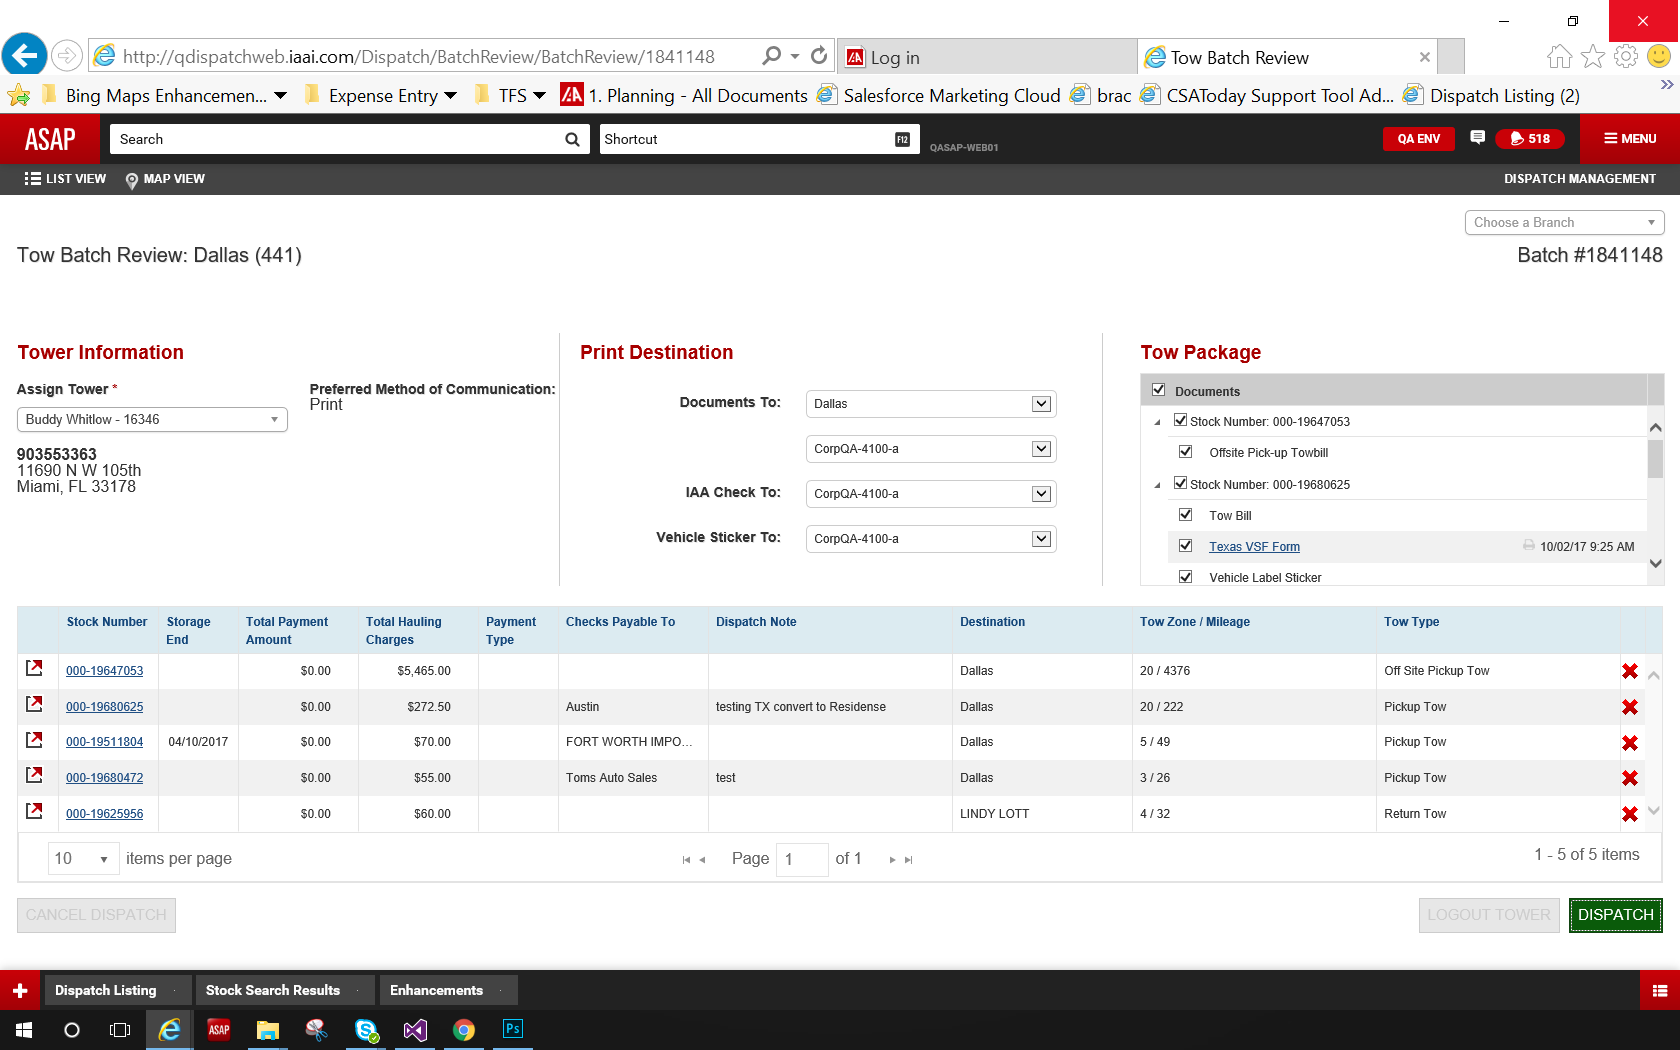 http://qdispatchweb.iaai.com/Dispatch/BatchReview/BatchReview/1841148
Log in
Tow Batch Review
Bing Maps Enhancemen...
Expense Entry
TFS
1. Planning - All Documents
Salesforce Marketing Cloud
brac
CSAToday Support Tool Ad...
Dispatch Listing (2)
ASAP
Search
Shortcut
F12
QASAP-WEB01
QA ENV
518
MENU
LIST VIEW
MAP VIEW
DISPATCH MANAGEMENT
Choose a Branch
Tow Batch Review: Dallas (441)
Batch #1841148
Tower Information
Assign Tower *
Buddy Whitlow - 16346
903553363
11690 N W 105th
Miami, FL 33178
Preferred Method of Communication:
Print
Print Destination
Documents To: Dallas
CorpQA-4100-a
IAA Check To: CorpQA-4100-a
Vehicle Sticker To: CorpQA-4100-a
Tow Package
Documents
Stock Number: 000-19647053
Offsite Pick-up Towbill
Stock Number: 000-19680625
Tow Bill
Texas VSF Form 10/02/17 9:25 AM
Vehicle Label Sticker
Stock Number Storage End Total Payment Amount Total Hauling Charges Payment Type Checks Payable To Dispatch Note Destination Tow Zone / Mileage Tow Type
000-19647053 $0.00 $5,465.00 Dallas 20 / 4376 Off Site Pickup Tow
000-19680625 $0.00 $272.50 Austin testing TX convert to Residense Dallas 20 / 222 Pickup Tow
000-19511804 04/10/2017 $0.00 $70.00 FORT WORTH IMPO... Dallas 5 / 49 Pickup Tow
000-19680472 $0.00 $55.00 Toms Auto Sales test Dallas 3 / 26 Pickup Tow
000-19625956 $0.00 $60.00 LINDY LOTT 4 / 32 Return Tow
10 items per page
Page 1 of 1
1 - 5 of 5 items
CANCEL DISPATCH
LOGOUT TOWER
DISPATCH
Dispatch Listing
Stock Search Results
Enhancements
ASAP
Ps